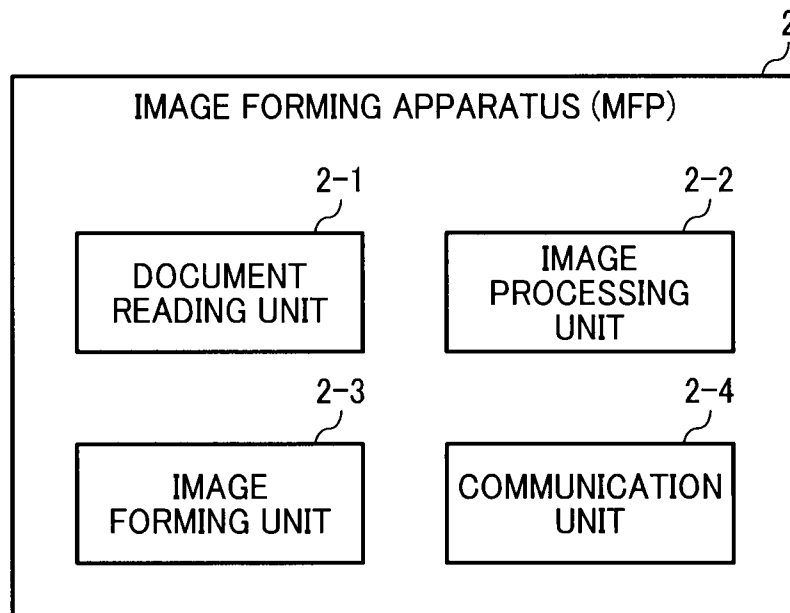 2
IMAGE FORMING APPARATUS (MFP)
2-1
2-2
DOCUMENT
READING UNIT
IMAGE
PROCESSING
UNIT
2-3
2-4
IMAGE
FORMING UNIT
COMMUNICATION
UNIT